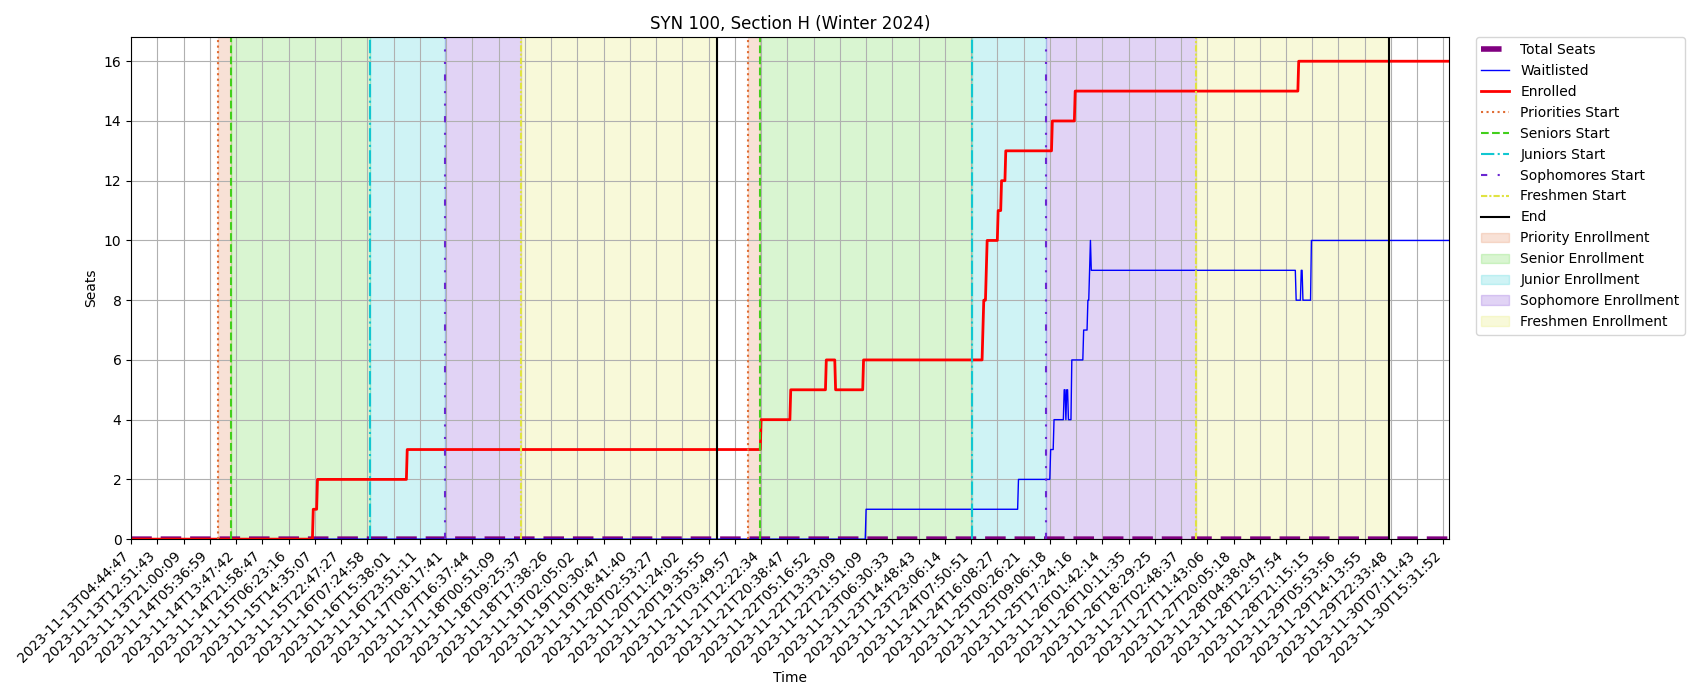 SYN 100, Section H (Winter 2024)
Seats
16
14
12
10
8
6
4
2
0
2023-11-13T04:44:47
2023-11-13T12:51:43
2023-11-13T21:00:09
2023-11-14T05:36:59
2023-11-14T13:47:42
2023-11-14T21:58:47
2023-11-15T06:23:16
2023-11-15T14:35:07
2023-11-15T22:47:27
2023-11-16T07:24:58
2023-11-16T15:38:01
2023-11-16T23:51:11
2023-11-17T08:17:41
2023-11-17T16:37:44
2023-11-18T00:51:09
2023-11-18T09:25:37
2023-11-18T17:38:26
2023-11-19T02:05:02
2023-11-19T10:30:47
2023-11-19T18:41:40
2023-11-20T02:53:27
2023-11-20T11:24:02
2023-11-20T19:35:55
2023-11-21T03:49:57
2023-11-21T12:22:34
2023-11-21T20:38:47
2023-11-22T05:16:52
2023-11-22T13:33:09
2023-11-22T21:51:09
2023-11-23T06:30:33
2023-11-23T14:48:43
2023-11-23T23:06:14
2023-11-24T07:50:51
2023-11-24T16:08:27
2023-11-25T00:26:21
2023-11-25T09:06:18
2023-11-25T17:24:16
2023-11-26T01:42:14
2023-11-26T10:11:35
2023-11-26T18:29:25
2023-11-27T02:48:37
2023-11-27T11:43:06
2023-11-27T20:05:18
2023-11-28T04:38:04
2023-11-28T12:57:54
2023-11-28T21:15:15
2023-11-29T05:53:56
2023-11-29T14:13:55
2023-11-29T22:33:48
2023-11-30T07:11:43
2023-11-30T15:31:52
Time
Total Seats
Waitlisted
Enrolled
Priorities Start
Seniors Start
Juniors Start
Sophomores Start
Freshmen Start
End
Priority Enrollment
Senior Enrollment
Junior Enrollment
Sophomore Enrollment
Freshmen Enrollment